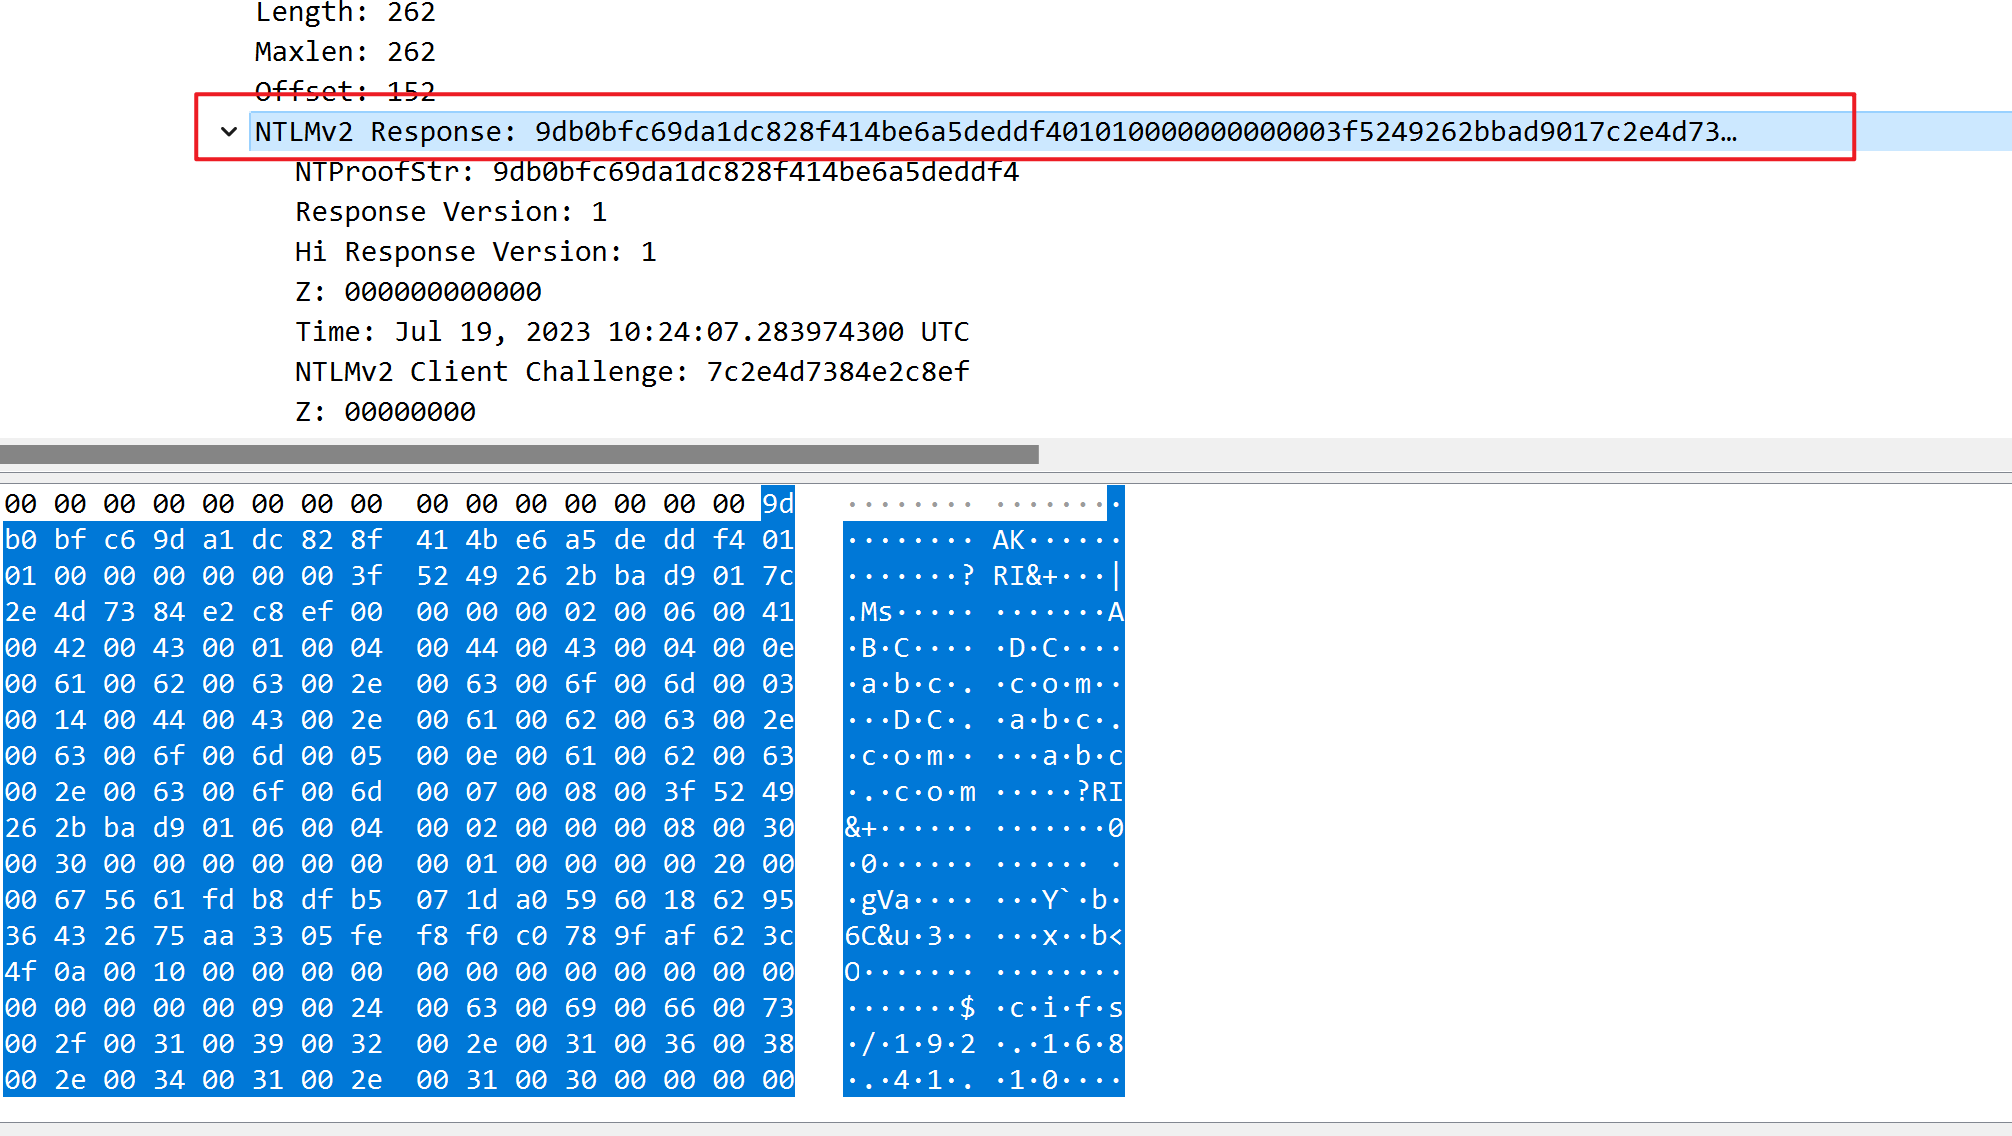 Length: 262
Maxlen: 262
Offset: 152
NTLMv2 Response: 9db0bfc69da1dc828f414be6a5deddf401010000000000003f5249262bbad9017c2e4d73…
NTProofStr: 9db0bfc69da1dc828f414be6a5deddf4
Response Version: 1
Hi Response Version: 1
Z: 000000000000
Time: Jul 19, 2023 10:24:07.283974300 UTC
NTLMv2 Client Challenge: 7c2e4d7384e2c8ef
Z: 00000000
00 00 00 00 00 00 00 00  00 00 00 00 00 00 00 9d  ········ ········
b0 bf c6 9d a1 dc 82 8f  41 4b e6 a5 de dd f4 01  ········ AK······
01 00 00 00 00 00 00 3f  52 49 26 2b ba d9 01 7c  ·······? RI&+···|
2e 4d 73 84 e2 c8 ef 00  00 00 00 02 00 06 00 41  .Ms····· ·······A
00 42 00 43 00 01 00 04  00 44 00 43 00 04 00 0e  ·B·C···· ·D·C····
00 61 00 62 00 63 00 2e  00 63 00 6f 00 6d 00 03  ·a·b·c·. ·c·o·m··
00 14 00 44 00 43 00 2e  00 61 00 62 00 63 00 2e  ···D·C·. ·a·b·c·.
00 63 00 6f 00 6d 00 05  00 0e 00 61 00 62 00 63  ·c·o·m·· ···a·b·c
00 2e 00 63 00 6f 00 6d  00 07 00 08 00 3f 52 49  ·.·c·o·m ·····?RI
26 2b ba d9 01 06 00 04  00 02 00 00 00 08 00 30  &+······ ·······0
00 30 00 00 00 00 00 00  00 01 00 00 00 00 20 00  ·0······ ······ ·
00 67 56 61 fd b8 df b5  07 1d a0 59 60 18 62 95  ·gVa···· ···Y`·b·
36 43 26 75 aa 33 05 fe  f8 f0 c0 78 9f af 62 3c  6C&u·3·· ···x··b<
4f 0a 00 10 00 00 00 00  00 00 00 00 00 00 00 00  O······· ········
00 00 00 00 00 09 00 24  00 63 00 69 00 66 00 73  ·······$ ·c·i·f·s
00 2f 00 31 00 39 00 32  00 2e 00 31 00 36 00 38  ·/·1·9·2 ·.·1·6·8
00 2e 00 34 00 31 00 2e  00 31 00 30 00 00 00 00  ·.·4·1·. ·1·0····